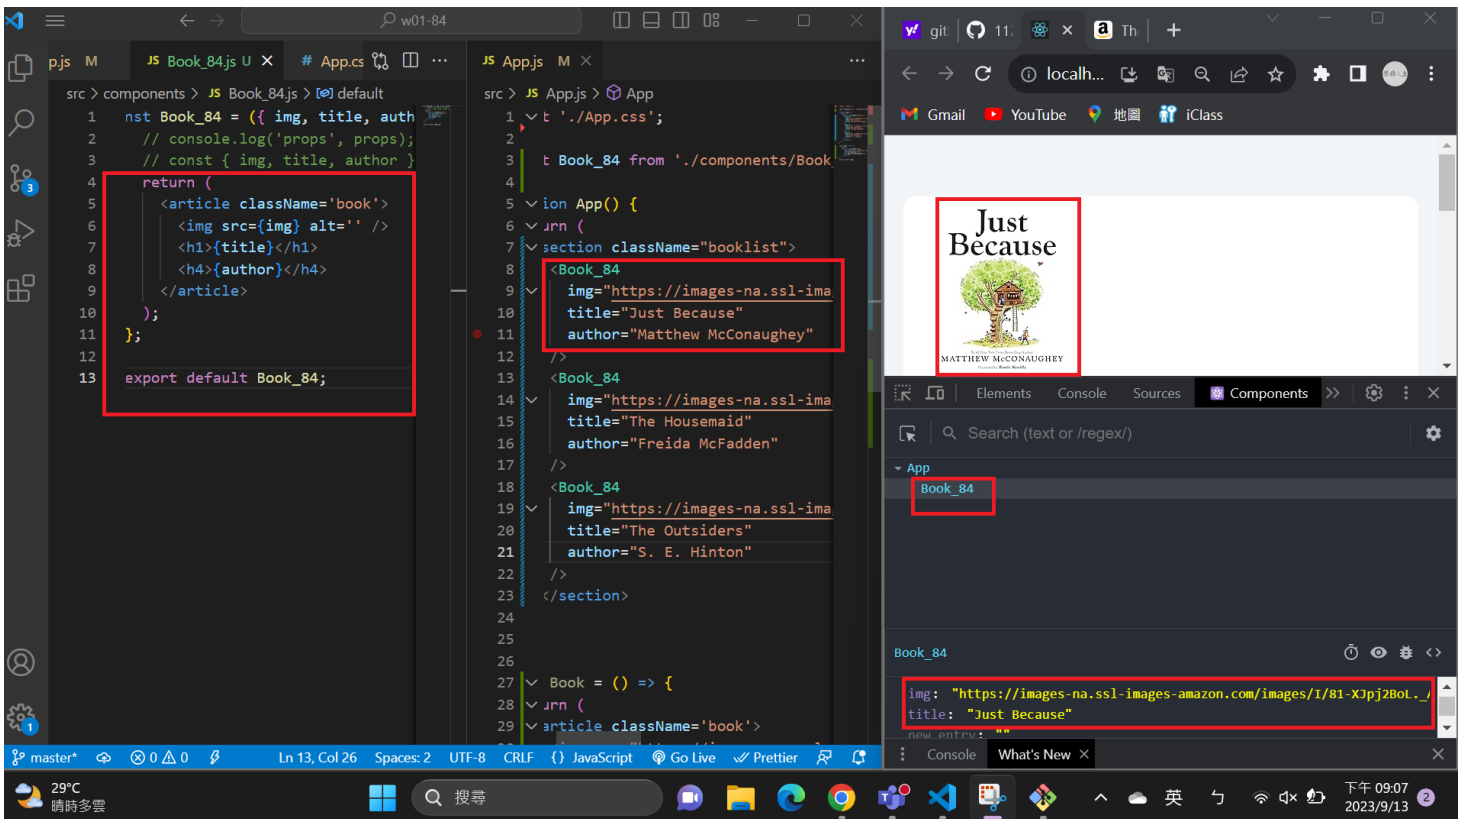 w01-84
p.js M
JS Book_84.js U
# App.cs
src > components > JS Book_84.js > default
1 nst Book_84 = ({ img, title, auth
2 // console.log('props', props);
3 // const { img, title, author }
4 return (
5 <article className='book'>
6 <img src={img} alt='' />
7 <h1>{title}</h1>
8 <h4>{author}</h4>
9 </article>
10 );
11 };
12
13 export default Book_84;
JS App.js M
src > JS App.js > App
1 t './App.css';
2
3 t Book_84 from './components/Book_
4
5 ion App() {
6 urn (
7 section className="booklist">
8 <Book_84
9 img="https://images-na.ssl-ima
10 title="Just Because"
11 author="Matthew McConaughey"
12 />
13 <Book_84
14 img="https://images-na.ssl-ima
15 title="The Housemaid"
16 author="Freida McFadden"
17 />
18 <Book_84
19 img="https://images-na.ssl-ima
20 title="The Outsiders"
21 author="S. E. Hinton"
22 />
23 </section>
24
25
26
27 Book = () => {
28 urn (
29 article className='book'>
3
1
master* 0 0 Ln 13, Col 26 Spaces: 2 UTF-8 CRLF {} JavaScript Go Live Prettier
git
11
Th
localh...
Gmail YouTube 地圖 iClass
Just
Because
MATTHEW McCONAUGHEY
Elements Console Sources Components
Search (text or /regex/)
App
Book_84
Book_84
img: "https://images-na.ssl-images-amazon.com/images/I/81-XJpj2BoL._
title: "Just Because"
new entry: ""
Console What's New
29°C
晴時多雲
搜尋
英 ㄅ
下午 09:07
2023/9/13
2